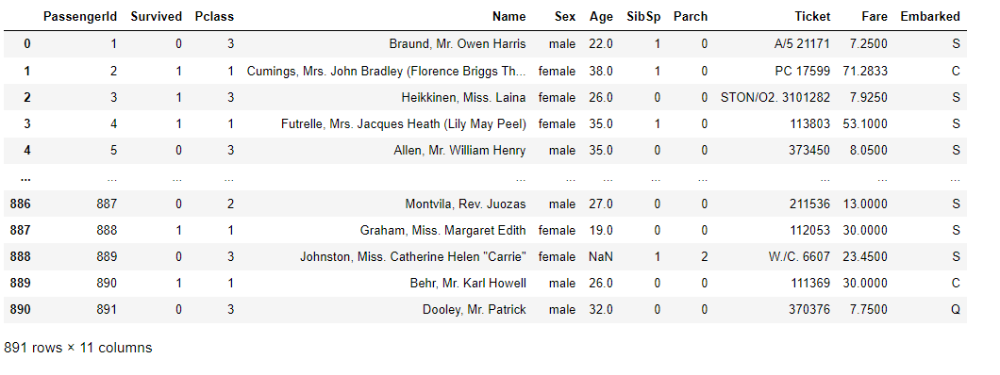 PassengerId Survived Pclass Name Sex Age SibSp Parch Ticket Fare Embarked
0 1 0 3 Braund, Mr. Owen Harris male 22.0 1 0 A/5 21171 7.2500 S
1 2 1 1 Cumings, Mrs. John Bradley (Florence Briggs Th... female 38.0 1 0 PC 17599 71.2833 C
2 3 1 3 Heikkinen, Miss. Laina female 26.0 0 0 STON/O2. 3101282 7.9250 S
3 4 1 1 Futrelle, Mrs. Jacques Heath (Lily May Peel) female 35.0 1 0 113803 53.1000 S
4 5 0 3 Allen, Mr. William Henry male 35.0 0 0 373450 8.0500 S
... ... ... ... ... ... ... ... ... ... ... ...
886 887 0 2 Montvila, Rev. Juozas male 27.0 0 0 211536 13.0000 S
887 888 1 1 Graham, Miss. Margaret Edith female 19.0 0 0 112053 30.0000 S
888 889 0 3 Johnston, Miss. Catherine Helen "Carrie" female NaN 1 2 W./C. 6607 23.4500 S
889 890 1 1 Behr, Mr. Karl Howell male 26.0 0 0 111369 30.0000 C
890 891 0 3 Dooley, Mr. Patrick male 32.0 0 0 370376 7.7500 Q
891 rows × 11 columns